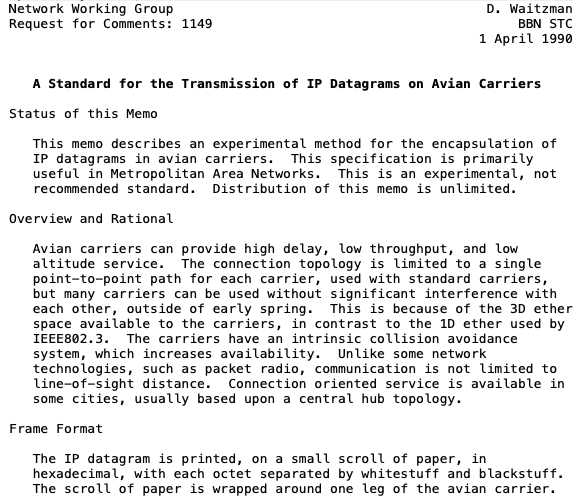 Network Working Group D. Waitzman
Request for Comments: 1149 BBN STC
1 April 1990
A Standard for the Transmission of IP Datagrams on Avian Carriers
Status of this Memo
This memo describes an experimental method for the encapsulation of
IP datagrams in avian carriers. This specification is primarily
useful in Metropolitan Area Networks. This is an experimental, not
recommended standard. Distribution of this memo is unlimited.
Overview and Rational
Avian carriers can provide high delay, low throughput, and low
altitude service. The connection topology is limited to a single
point-to-point path for each carrier, used with standard carriers,
but many carriers can be used without significant interference with
each other, outside of early spring. This is because of the 3D ether
space available to the carriers, in contrast to the 1D ether used by
IEEE802.3. The carriers have an intrinsic collision avoidance
system, which increases availability. Unlike some network
technologies, such as packet radio, communication is not limited to
line-of-sight distance. Connection oriented service is available in
some cities, usually based upon a central hub topology.
Frame Format
The IP datagram is printed, on a small scroll of paper, in
hexadecimal, with each octet separated by whitestuff and blackstuff.
The scroll of paper is wrapped around one leg of the avian carrier.